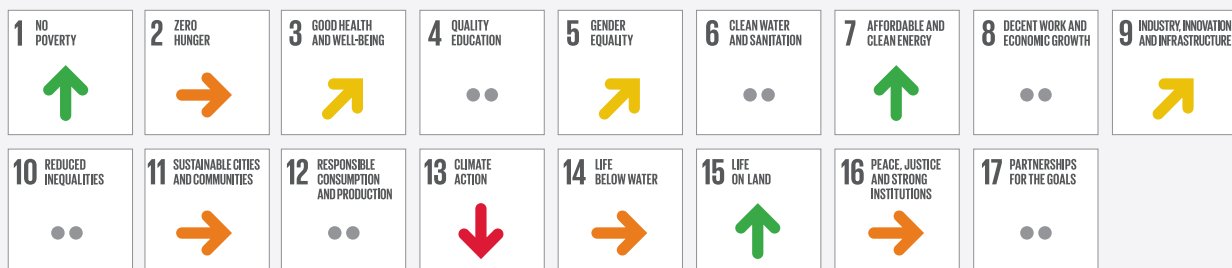 1 NO
POVERTY
2 ZERO
HUNGER
3 GOOD HEALTH
AND WELL-BEING
4 QUALITY
EDUCATION
5 GENDER
EQUALITY
6 CLEAN WATER
AND SANITATION
7 AFFORDABLE AND
CLEAN ENERGY
8 DECENT WORK AND
ECONOMIC GROWTH
9 INDUSTRY, INNOVATION
AND INFRASTRUCTURE
10 REDUCED
INEQUALITIES
11 SUSTAINABLE CITIES
AND COMMUNITIES
12 RESPONSIBLE
CONSUMPTION
AND PRODUCTION
13 CLIMATE
ACTION
14 LIFE
BELOW WATER
15 LIFE
ON LAND
16 PEACE, JUSTICE
AND STRONG
INSTITUTIONS
17 PARTNERSHIPS
FOR THE GOALS